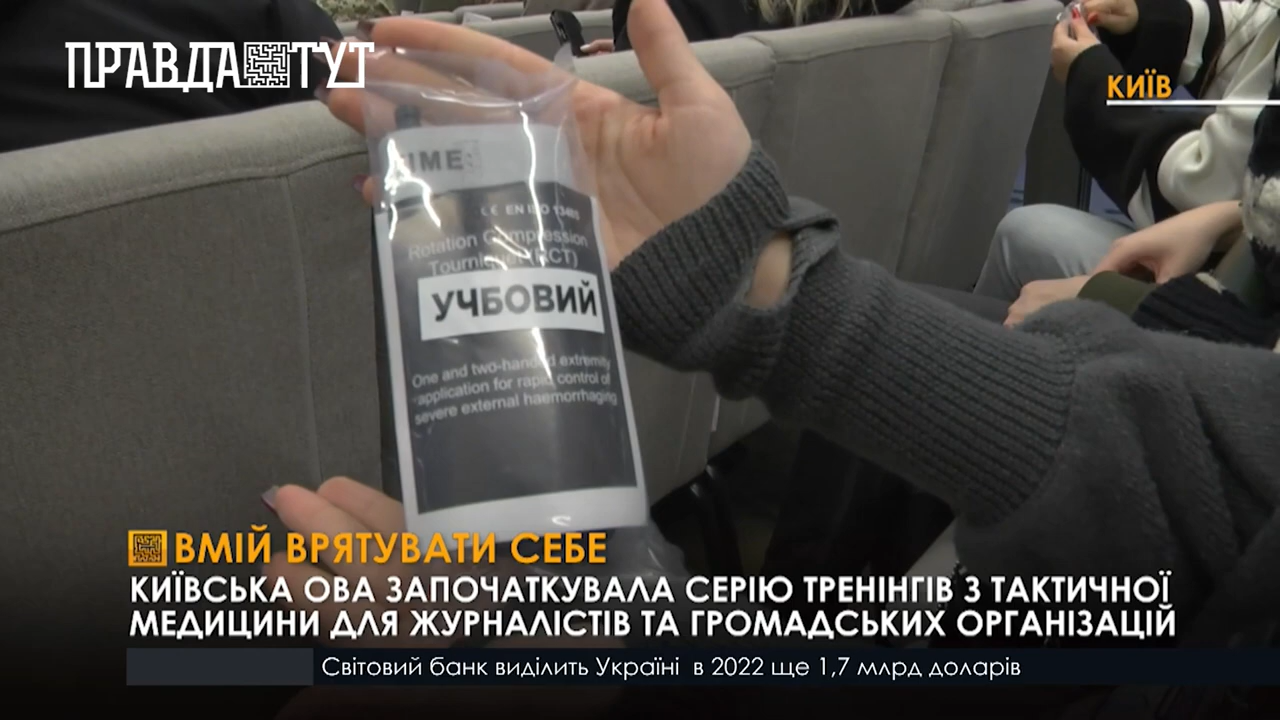 ПРАВДА ТУТ
КИЇВ
EN ISO 13485
Rotation Compression
Tourniquet (RCT)
УЧБОВИЙ
One and two-handed extremity
application for rapid control of
severe external haemorrhaging
ВМІЙ ВРЯТУВАТИ СЕБЕ
КИЇВСЬКА ОВА ЗАПОЧАТКУВАЛА СЕРІЮ ТРЕНІНГІВ З ТАКТИЧНОЇ
МЕДИЦИНИ ДЛЯ ЖУРНАЛІСТІВ ТА ГРОМАДСЬКИХ ОРГАНІЗАЦІЙ
Світовий банк виділить Україні в 2022 ще 1,7 млрд доларів